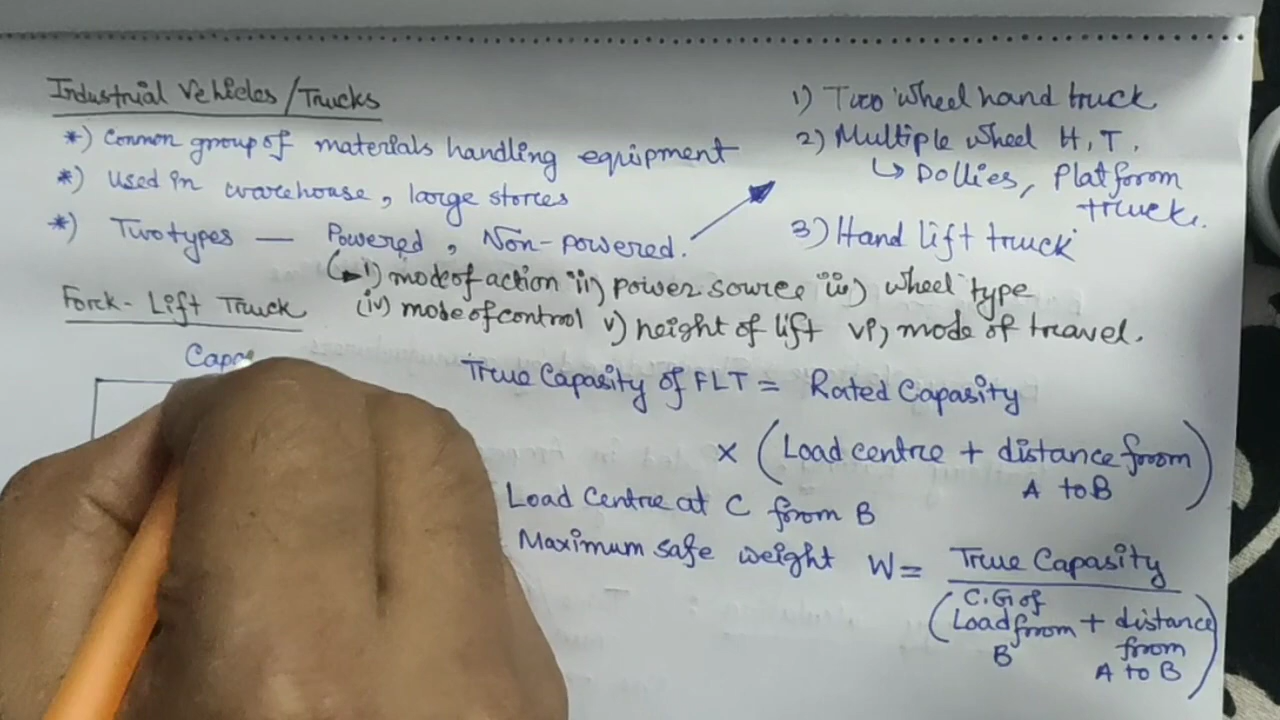 Industrial Vehicles/Trucks
*) Common group of materials handling equipment
*) Used in warehouse, large stores
*) Two types — Powered, Non-powered.
1) Two wheel hand truck
2) Multiple wheel H.T.
↳ Dollies, Platform
truck.
3) Hand lift truck
i) mode of action ii) power source iii) wheel type
(iv) mode of control v) height of lift vi) mode of travel.
Fork-Lift Truck
True Capasity of FLT = Rated Capasity
× (Load centre + distance from
A to B)
Load Centre at C from B
Maximum safe weight W = True Capasity
(C.G of
Load from + distance
B from
A to B)